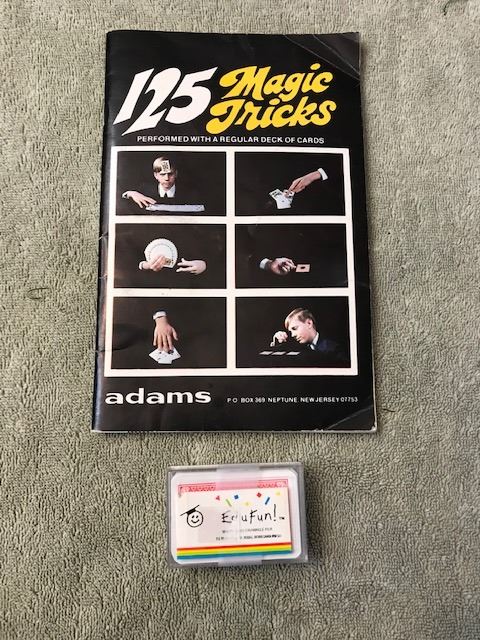 125 Magic
Tricks
PERFORMED WITH A REGULAR DECK OF CARDS
adams
P O BOX 369 NEPTUNE, NEW JERSEY 07753
EduFun!